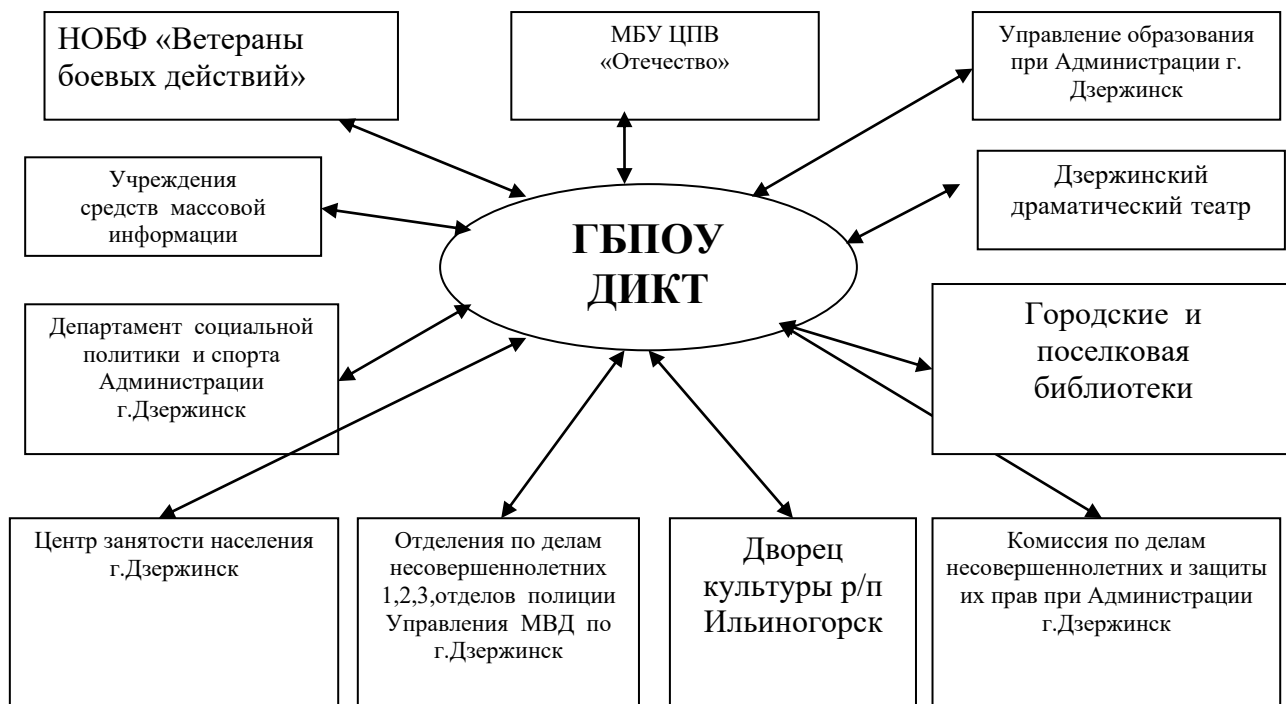 НОБФ «Ветераны
боевых действий»
МБУ ЦПВ
«Отечество»
Управление образования
при Администрации г.
Дзержинск
Учреждения
средств массовой
информации
ГБПОУ
ДИКТ
Дзержинский
драматический театр
Департамент социальной
политики и спорта
Администрации
г.Дзержинск
Городские и
поселковая
библиотеки
Центр занятости населения
г.Дзержинск
Отделения по делам
несовершеннолетних
1,2,3,отделов полиции
Управления МВД по
г.Дзержинск
Дворец
культуры р/п
Ильиногорск
Комиссия по делам
несовершеннолетних и защиты
их прав при Администрации
г.Дзержинск